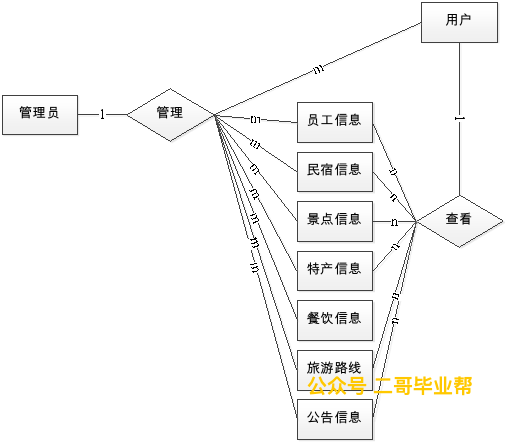 用户
m
管理员
1
管理
m
员工信息
1
m
n
民宿信息
m
n
景点信息
n
查看
m
特产信息
n
m
餐饮信息
n
m
旅游路线
n
m
公众号 二哥毕业帮
公告信息